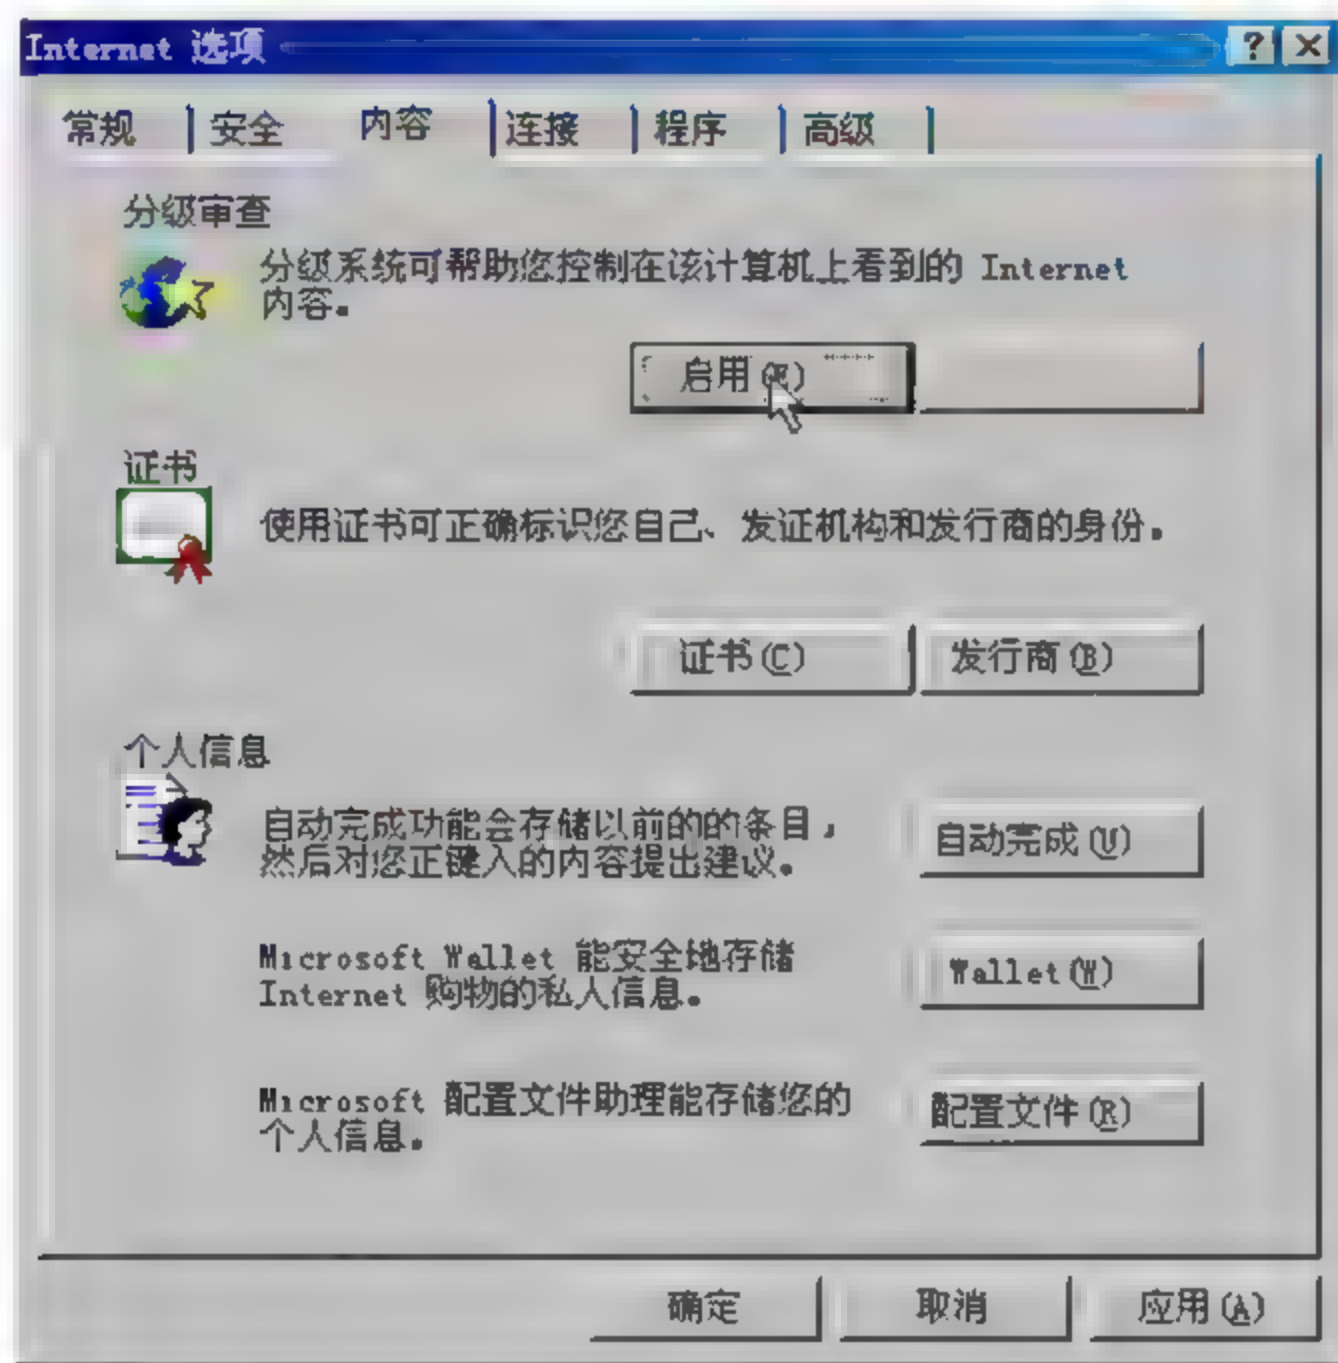 Internet 选项
常规 安全 内容 连接 程序 高级
分级审查
分级系统可帮助您控制在该计算机上看到的 Internet
内容。
启用(E)
证书
使用证书可正确标识您自己、发证机构和发行商的身份。
证书(C) 发行商(B)
个人信息
自动完成功能会存储以前的的条目，
然后对您正键入的内容提出建议。
自动完成(U)
Microsoft Wallet 能安全地存储
Internet 购物的私人信息。
Wallet(W)
Microsoft 配置文件助理能存储您的
个人信息。
配置文件(R)
确定 取消 应用(A)